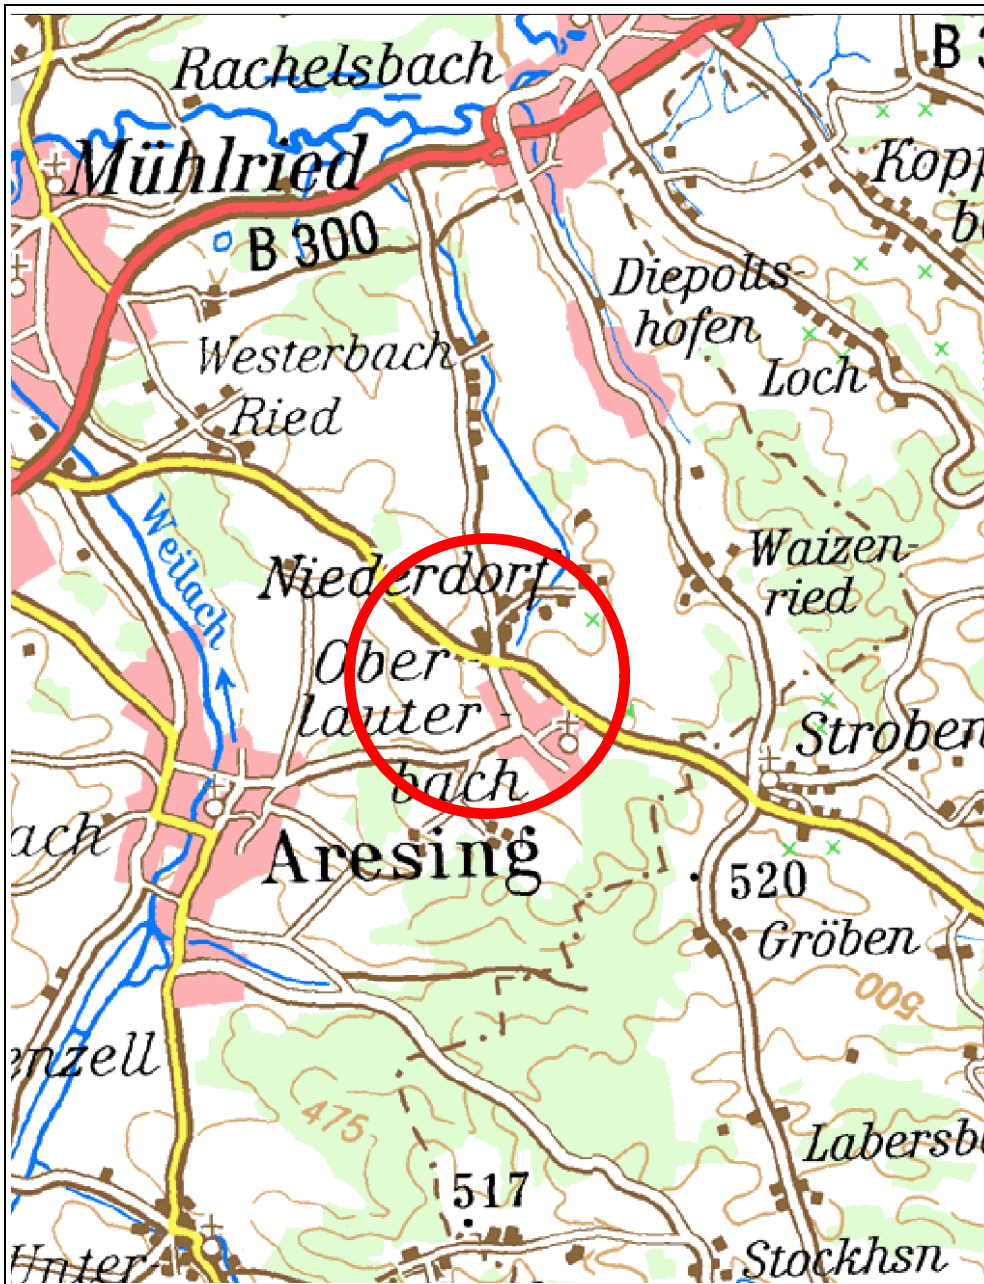 Rachelsbach
B 3
Mühlried
Kopp
b
B 300
Diepolts-
hofen
Westerbach
Loch
Ried
Weilach
Waizen-
ried
Niederdorf
Ober-
lauter-
bach
Stroben
ach
Aresing
520
Gröben
500
enzell
475
Labersb
517
Unter-
Stockhsn